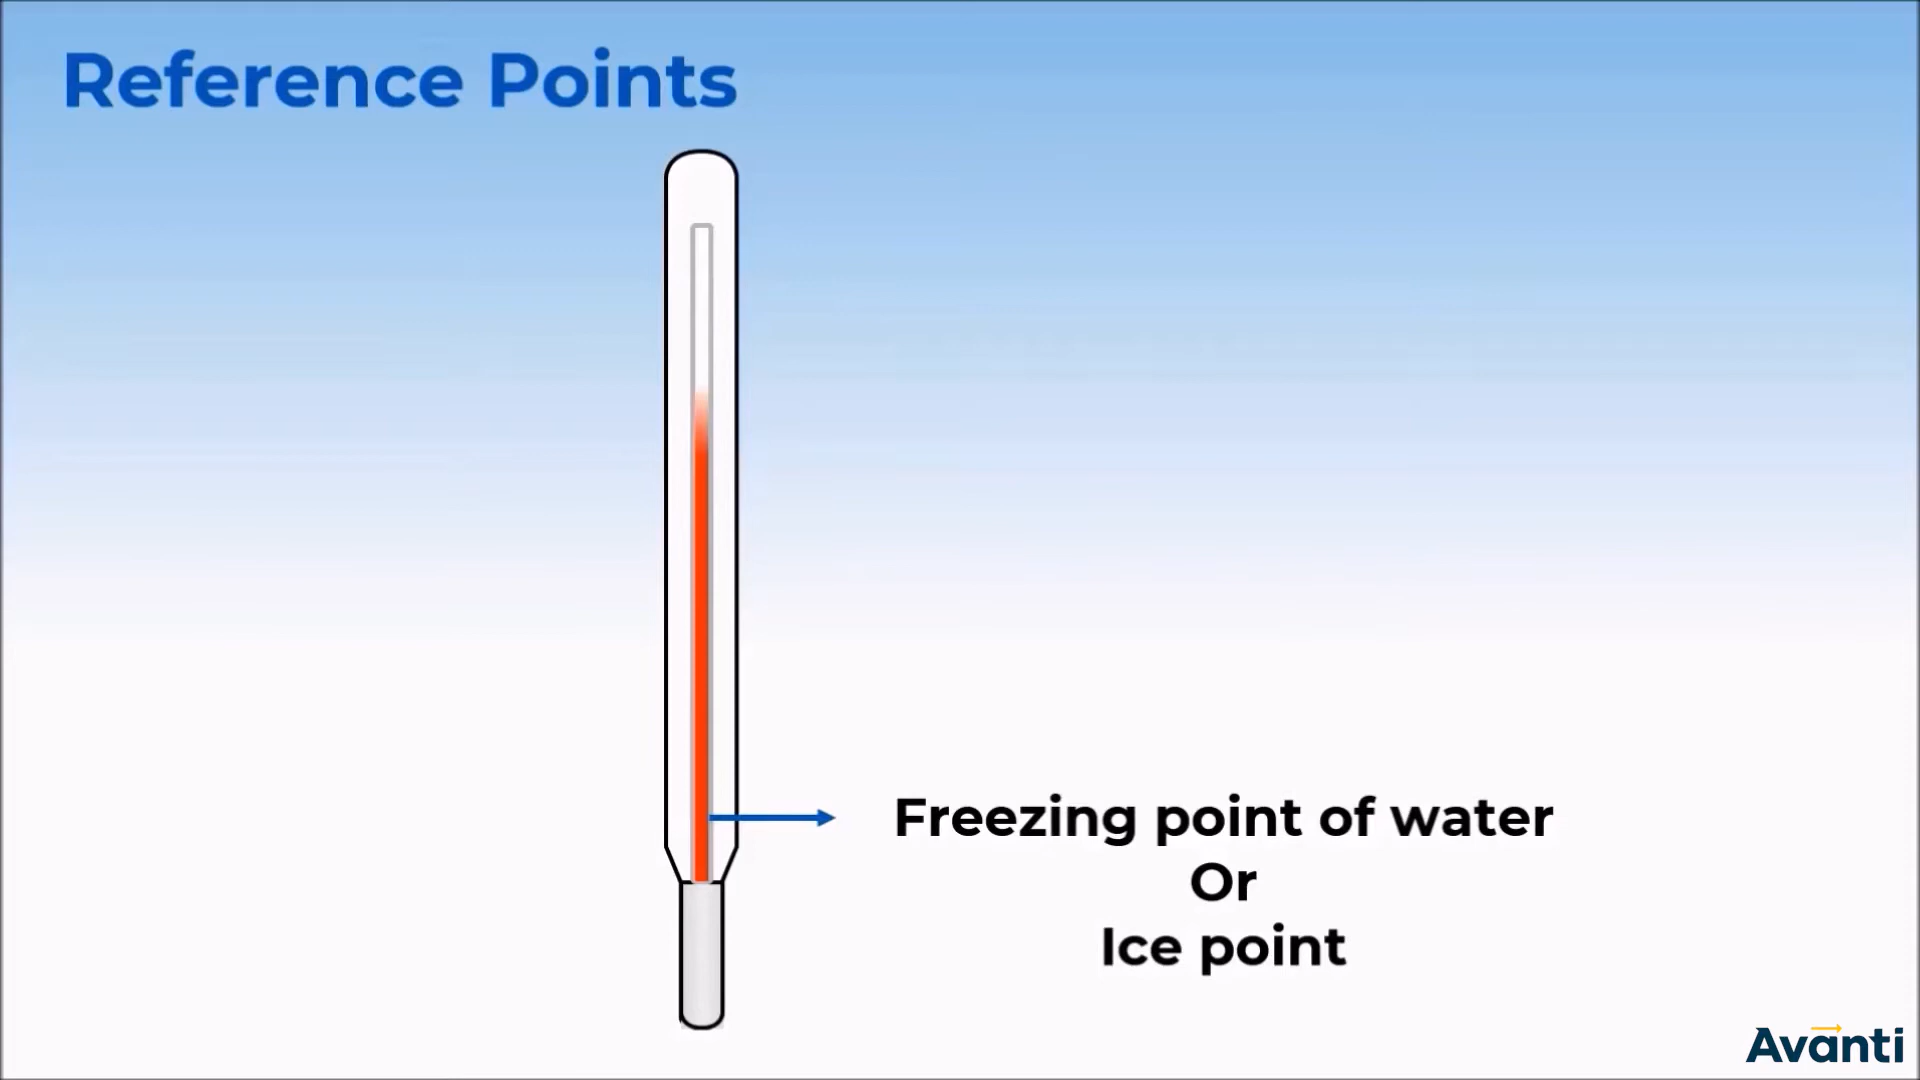 Reference Points
Freezing point of water
Or
Ice point
Avanti